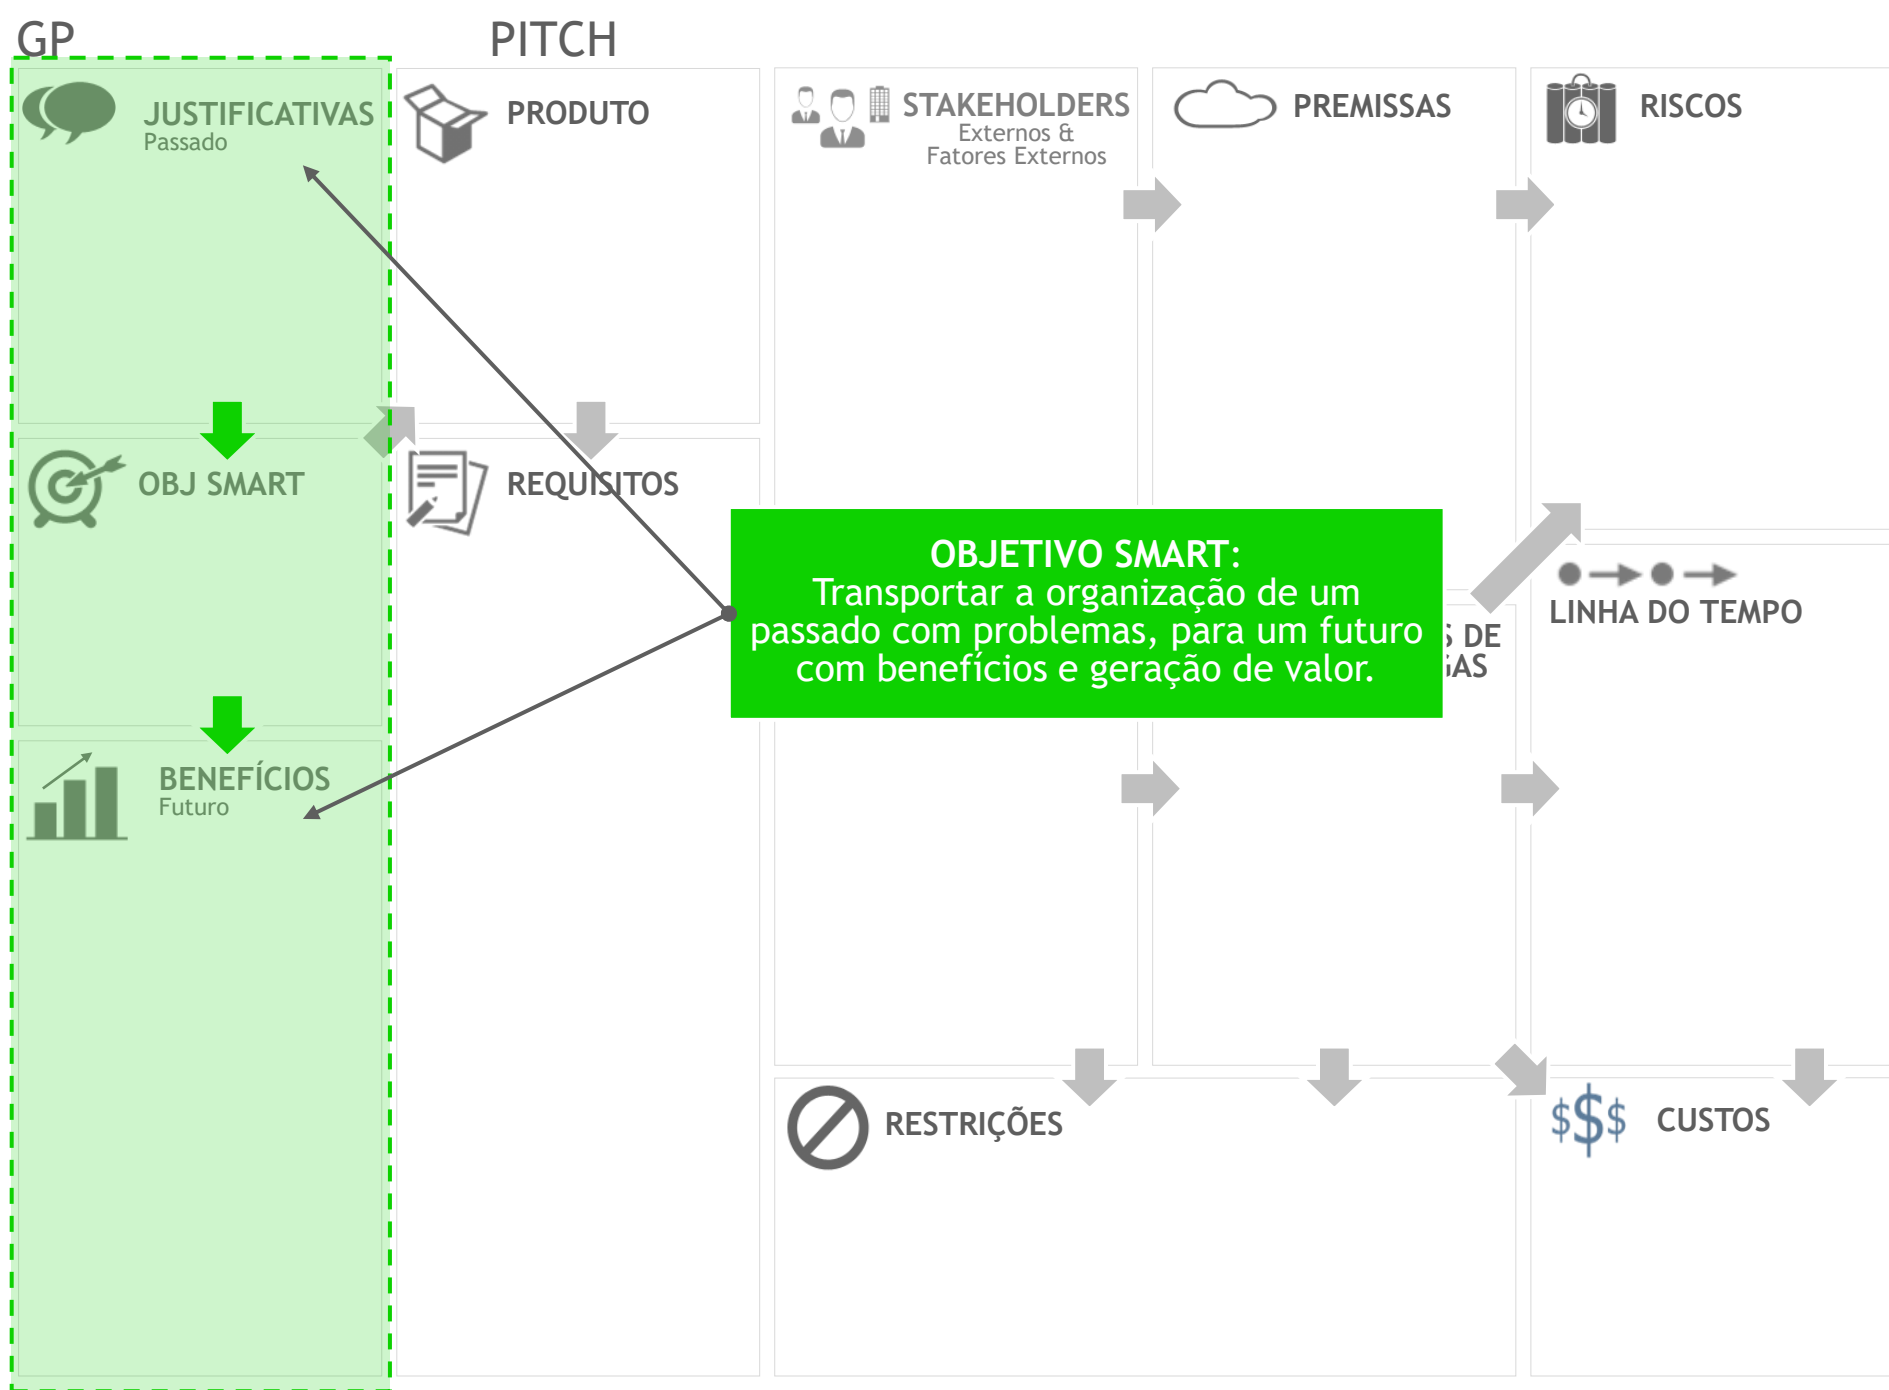 GP
PITCH
JUSTIFICATIVAS
Passado
PRODUTO
STAKEHOLDERS
Externos &
Fatores Externos
PREMISSAS
RISCOS
OBJ SMART
REQUISITOS
OBJETIVO SMART:
Transportar a organização de um
passado com problemas, para um futuro
com benefícios e geração de valor.
DE
LINHA DO TEMPO
BENEFÍCIOS
Futuro
RESTRIÇÕES
$$$
CUSTOS